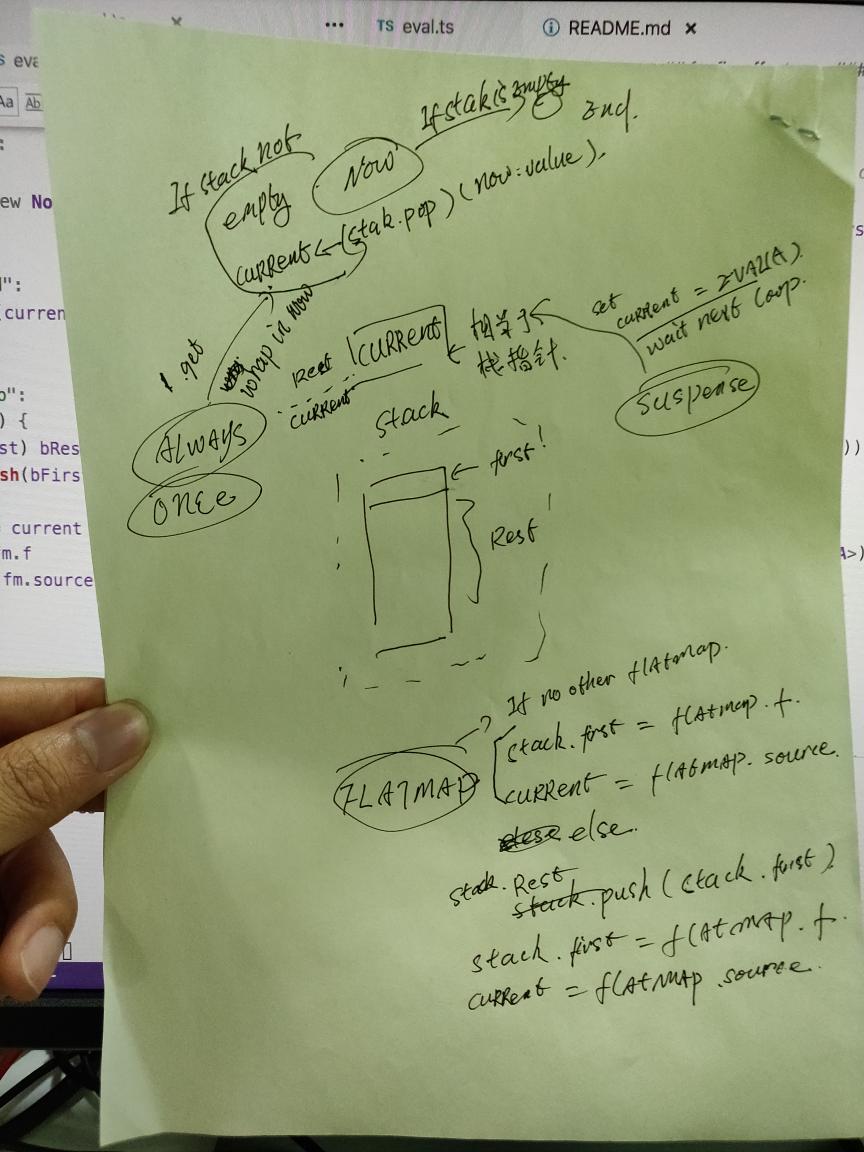 TS eval.ts
README.md ×
s eva
Aa Ab
ew No
d":
(curren
p":
) {
st) bRes
sh(bFirs
= current
m.f
fm.source
))
A>)
If stak is Empty
End.
If stack not
empty
Now
current ← (stak.pop) (now.value).
1. get
wrap in now
ALWAYS
ONCE
Rest
current
current
← 相当于
栈指针.
set
current = EVAL(A).
wait next loop.
suspense
Stack
← first!
Rest
FLATMAP
? If no other flatmap.
stack.first = flatmap.f.
current = flatmap.source.
else.
stack.Rest
stack.push(stack.first)
stack.first = flatmap.f.
current = flatmap.source.